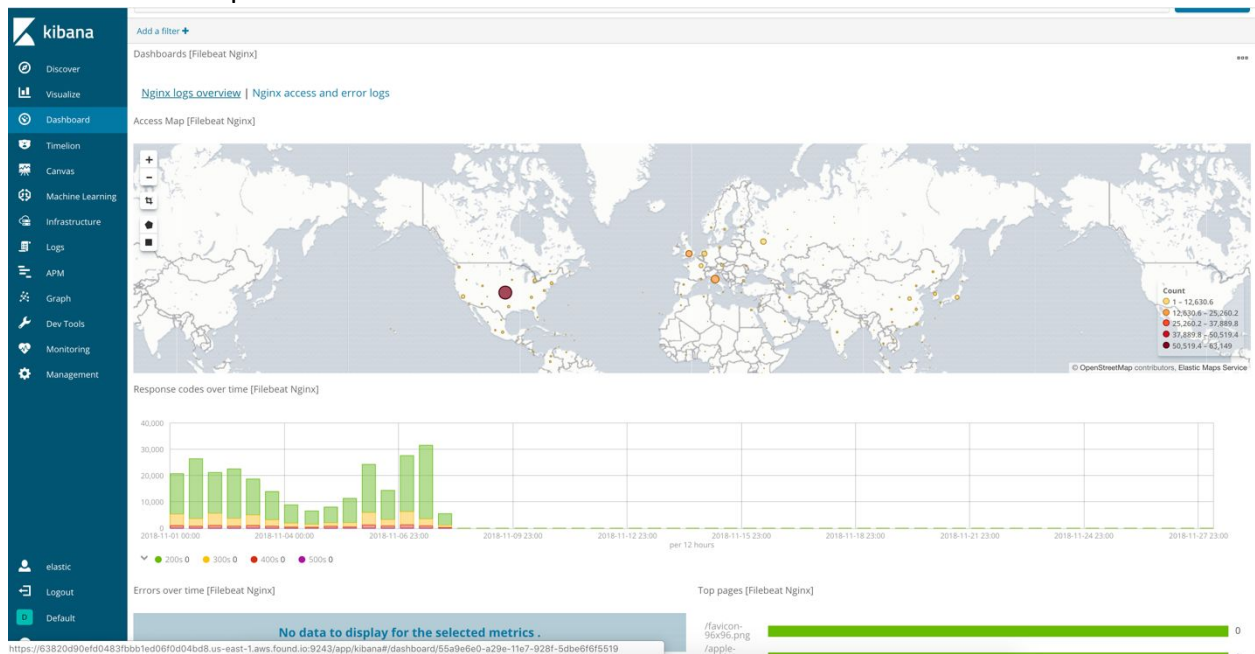 kibana
Add a filter +
Discover
Visualize
Dashboard
Timelion
Canvas
Machine Learning
Infrastructure
Logs
APM
Graph
Dev Tools
Monitoring
Management
elastic
Logout
Default
Dashboards [Filebeat Nginx]
Nginx logs overview | Nginx access and error logs
Access Map [Filebeat Nginx]
+
−
Count
1 – 12,630.6
12,630.6 – 25,260.2
25,260.2 – 37,889.8
37,889.8 – 50,519.4
50,519.4 – 63,149
© OpenStreetMap contributors, Elastic Maps Service
Response codes over time [Filebeat Nginx]
40,000
30,000
20,000
10,000
0
2018-11-01 00:00 2018-11-04 00:00 2018-11-06 23:00 2018-11-09 23:00 2018-11-12 23:00 2018-11-15 23:00 2018-11-18 23:00 2018-11-21 23:00 2018-11-24 23:00 2018-11-27 23:00
per 12 hours
200s 0 300s 0 400s 0 500s 0
Errors over time [Filebeat Nginx]
No data to display for the selected metrics .
Top pages [Filebeat Nginx]
/favicon-
96x96.png
0
/apple-
D
https://63820d90efd0483fbbb1ed06f0d04bd8.us-east-1.aws.found.io:9243/app/kibana#/dashboard/55a9e6e0-a29e-11e7-928f-5dbe6f6f5519